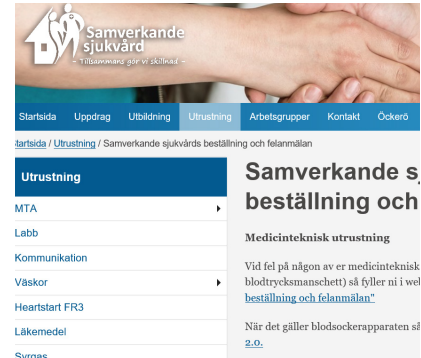 Samverkande
sjukvård
- Tillsammans gör vi skillnad -
Startsida Uppdrag Utbildning Utrustning Arbetsgrupper Kontakt Öckerö
Startsida / Utrustning / Samverkande sjukvårds beställning och felanmälan
Utrustning
MTA
Labb
Kommunikation
Väskor
Heartstart FR3
Läkemedel
Syrgas
Samverkande s
beställning och
Medicinteknisk utrustning
Vid fel på någon av er medicinteknisk
blodtrycksmanschett) så fyller ni i we
beställning och felanmälan"
När det gäller blodsockerapparaten så
2.0.